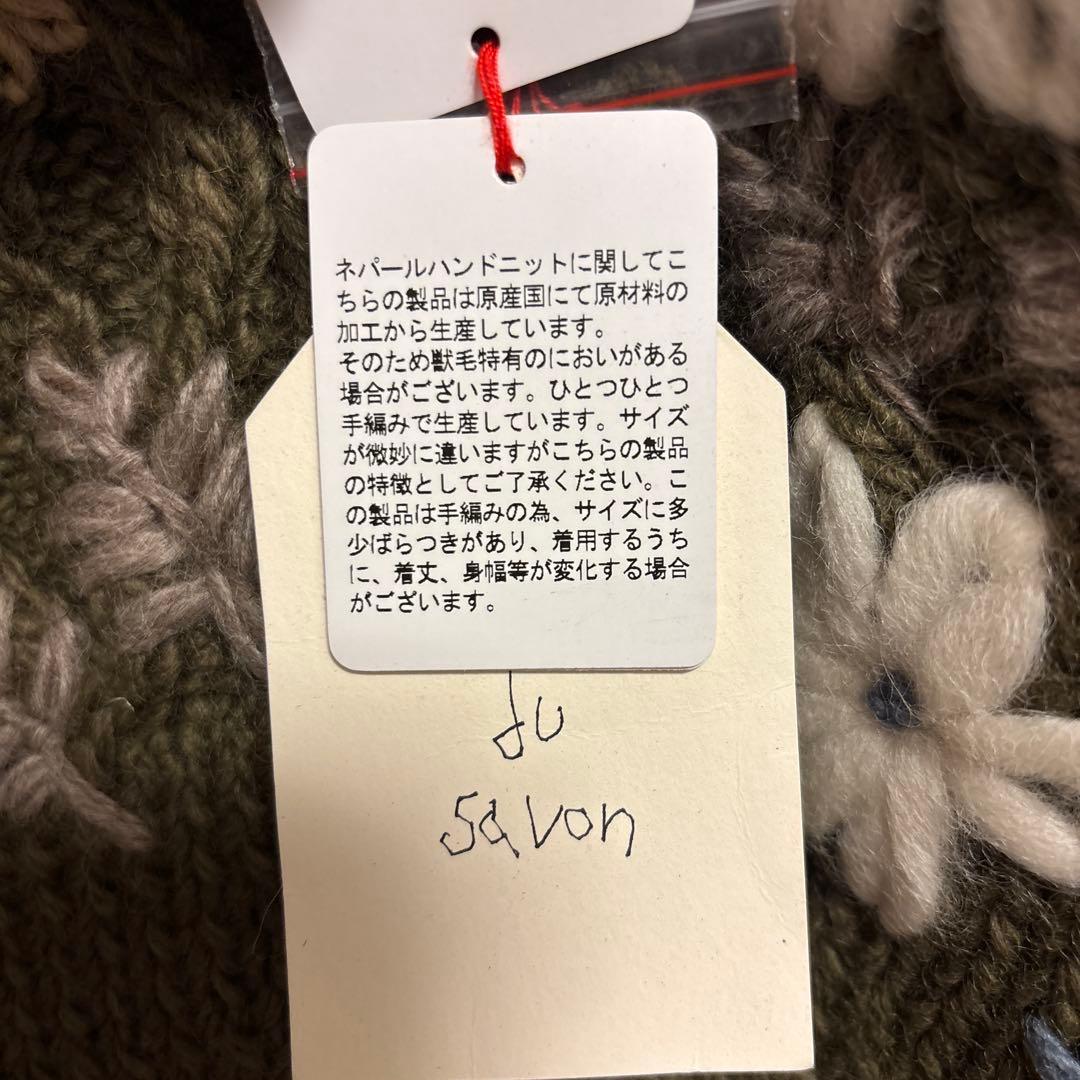 ネパールハンドニットに関してこ
ちらの製品は原産国にて原材料の
加工から生産しています。
そのため獣毛特有のにおいがある
場合がございます。ひとつひとつ
手編みで生産しています。サイズ
が微妙に違いますがこちらの製品
の特徴としてご了承ください。こ
の製品は手編みの為、サイズに多
少ばらつきがあり、着用するうち
に、着丈、身幅等が変化する場合
がございます。
du
savon